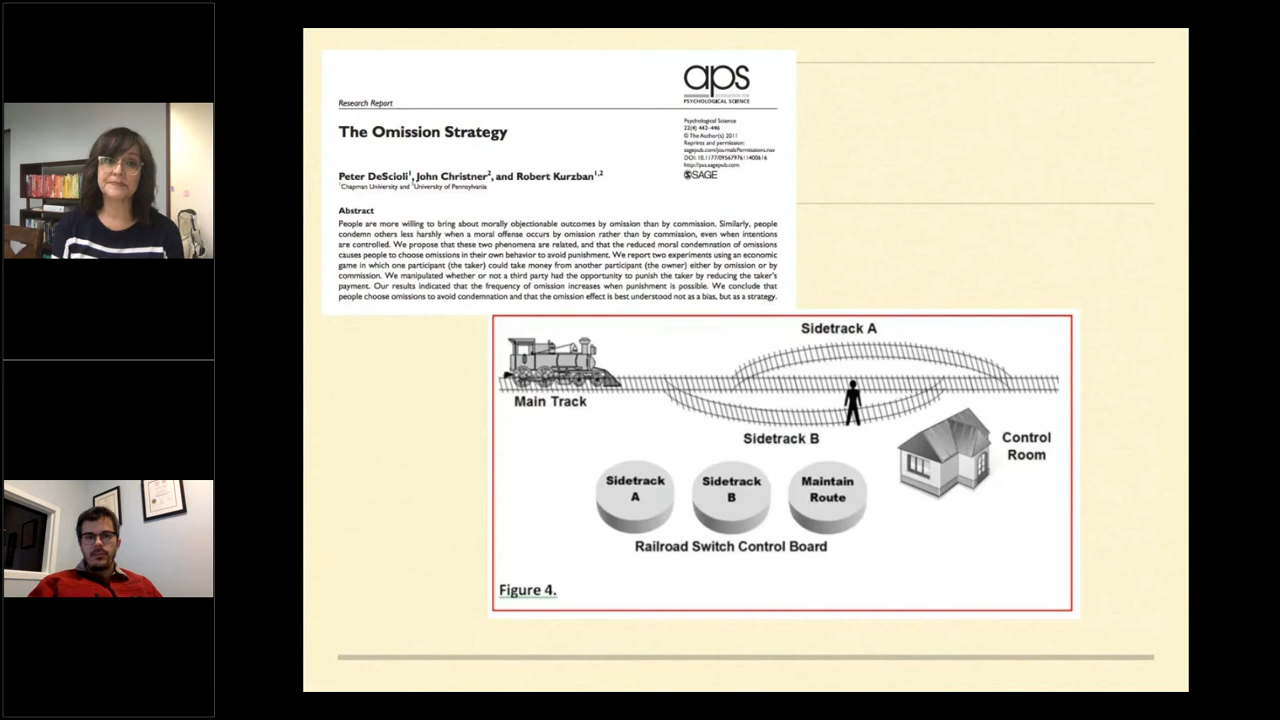 aps
ASSOCIATION FOR
PSYCHOLOGICAL SCIENCE
Research Report
The Omission Strategy
Psychological Science
22(4) 442–446
© The Author(s) 2011
Reprints and permission:
sagepub.com/journalsPermissions.nav
DOI: 10.1177/0956797611400616
http://pss.sagepub.com
SAGE
Peter DeScioli1, John Christner2, and Robert Kurzban1,2
1Chapman University and 2University of Pennsylvania
Abstract
People are more willing to bring about morally objectionable outcomes by omission than by commission. Similarly, people
condemn others less harshly when a moral offense occurs by omission rather than by commission, even when intentions
are controlled. We propose that these two phenomena are related, and that the reduced moral condemnation of omissions
causes people to choose omissions in their own behavior to avoid punishment. We report two experiments using an economic
game in which one participant (the taker) could take money from another participant (the owner) either by omission or by
commission. We manipulated whether or not a third party had the opportunity to punish the taker by reducing the taker's
payment. Our results indicated that the frequency of omission increases when punishment is possible. We conclude that
people choose omissions to avoid condemnation and that the omission effect is best understood not as a bias, but as a strategy.
Sidetrack A
Main Track
Sidetrack B
Control
Room
Sidetrack
A
Sidetrack
B
Maintain
Route
Railroad Switch Control Board
Figure 4.